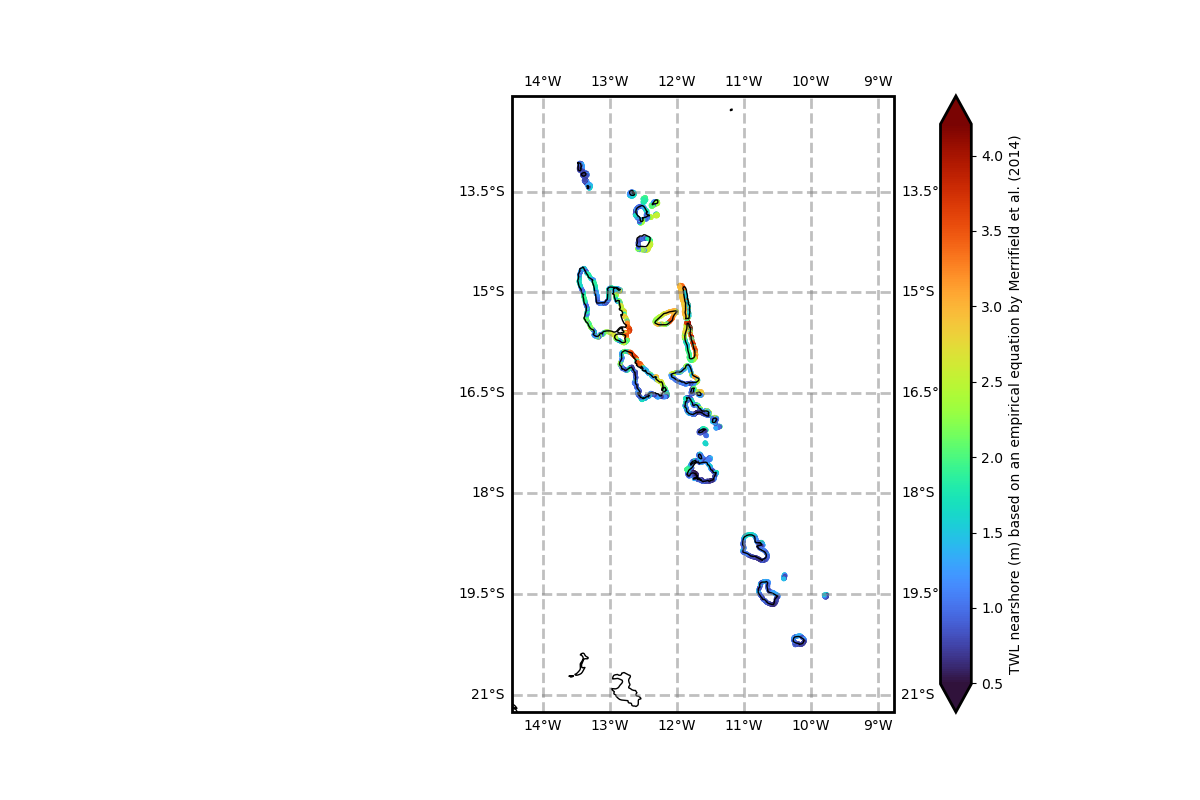 14°W 13°W 12°W 11°W 10°W 9°W
13.5°S 13.5°S
15°S 15°S
16.5°S 16.5°S
18°S 18°S
19.5°S 19.5°S
21°S 21°S
14°W 13°W 12°W 11°W 10°W 9°W
4.0
3.5
3.0
2.5
2.0
1.5
1.0
0.5
TWL nearshore (m) based on an empirical equation by Merrifield et al. (2014)